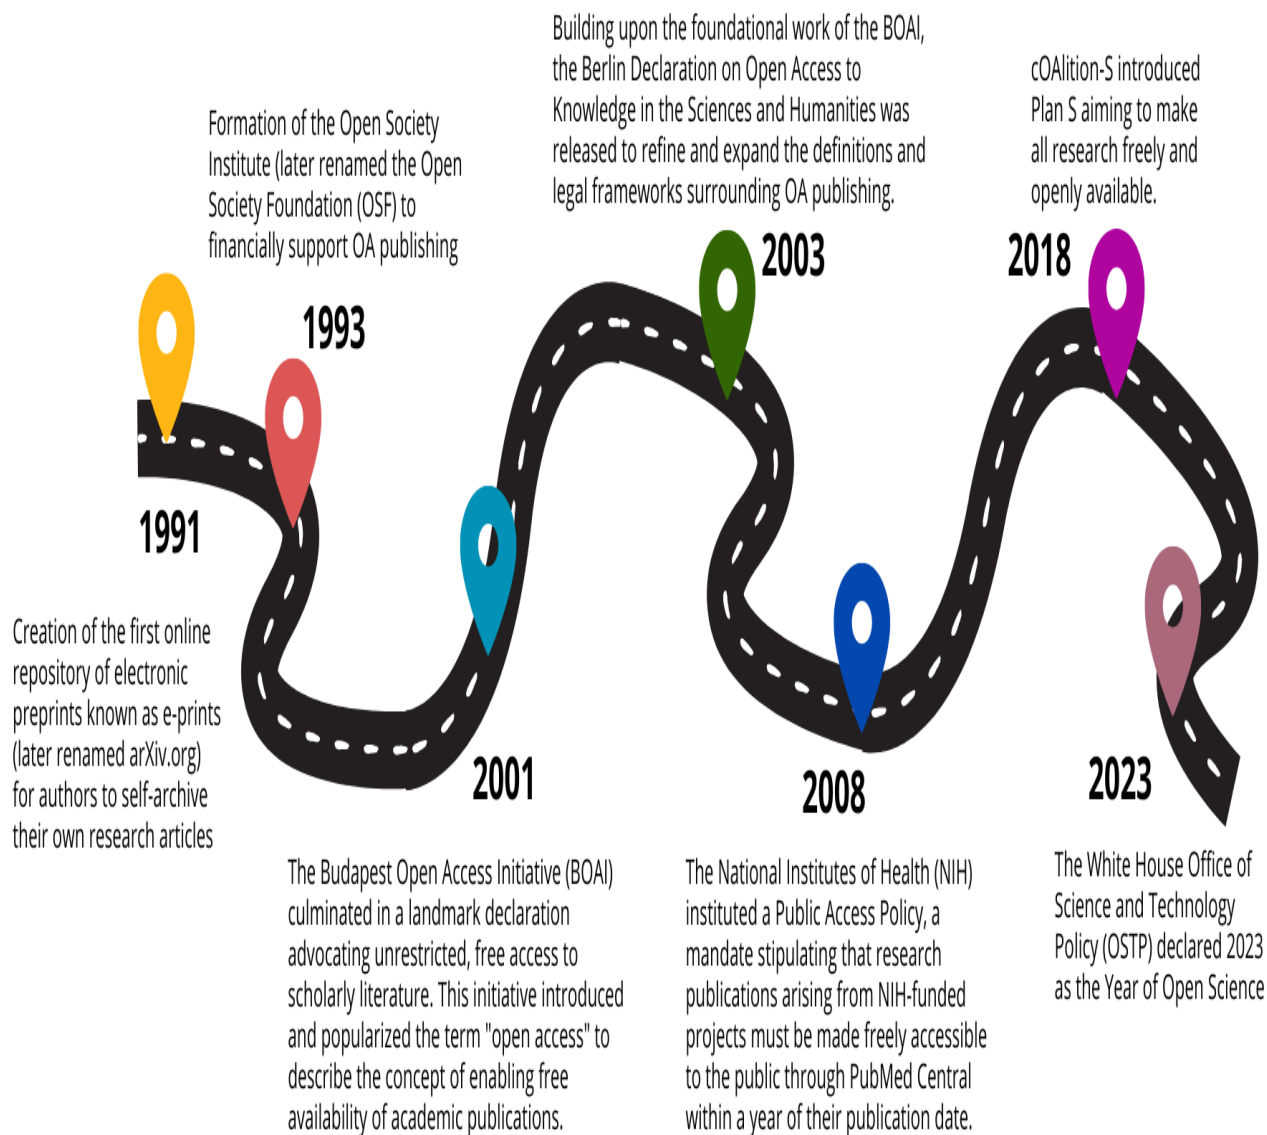 1991
Creation of the first online
repository of electronic
preprints known as e-prints
(later renamed arXiv.org)
for authors to self-archive
their own research articles
Formation of the Open Society
Institute (later renamed the Open
Society Foundation (OSF) to
financially support OA publishing
1993
2001
The Budapest Open Access Initiative (BOAI)
culminated in a landmark declaration
advocating unrestricted, free access to
scholarly literature. This initiative introduced
and popularized the term "open access" to
describe the concept of enabling free
availability of academic publications.
Building upon the foundational work of the BOAI,
the Berlin Declaration on Open Access to
Knowledge in the Sciences and Humanities was
released to refine and expand the definitions and
legal frameworks surrounding OA publishing.
2003
2008
The National Institutes of Health (NIH)
instituted a Public Access Policy, a
mandate stipulating that research
publications arising from NIH-funded
projects must be made freely accessible
to the public through PubMed Central
within a year of their publication date.
cOAlition-S introduced
Plan S aiming to make
all research freely and
openly available.
2018
2023
The White House Office of
Science and Technology
Policy (OSTP) declared 2023
as the Year of Open Science